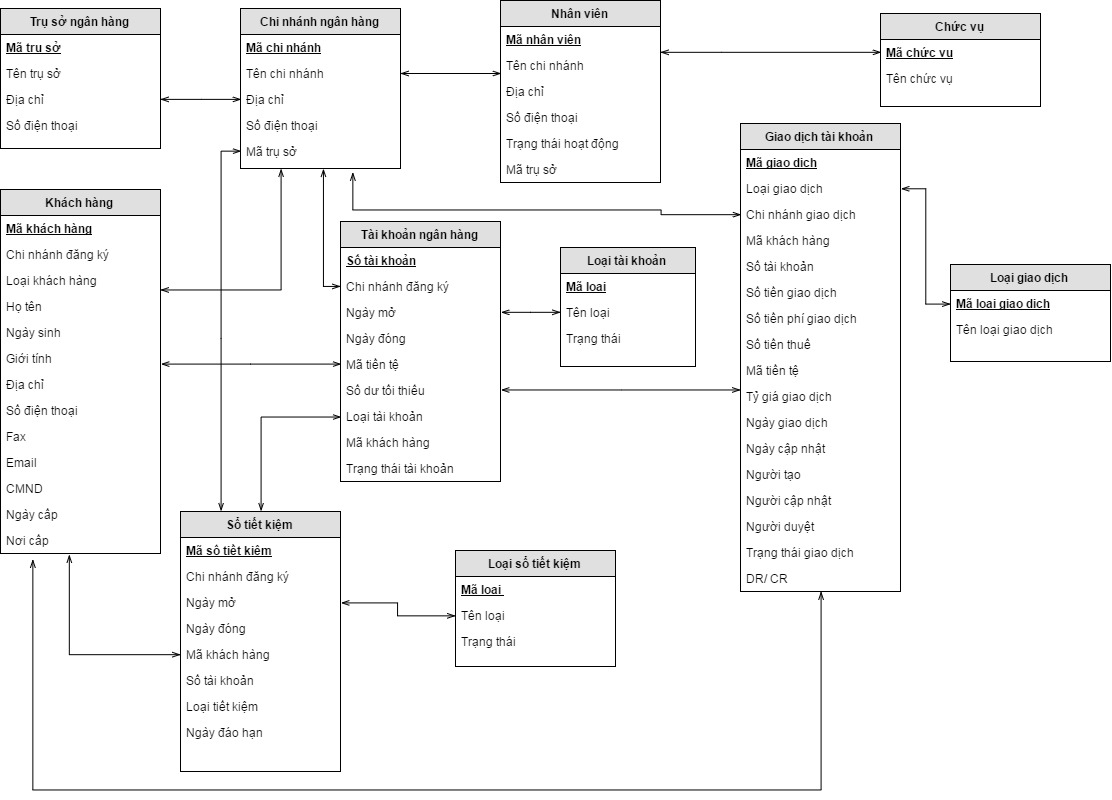 Trụ sở ngân hàng
Mã trụ sở
Tên trụ sở
Địa chỉ
Số điện thoại
Chi nhánh ngân hàng
Mã chi nhánh
Tên chi nhánh
Địa chỉ
Số điện thoại
Mã trụ sở
Nhân viên
Mã nhân viên
Tên chi nhánh
Địa chỉ
Số điện thoại
Trạng thái hoạt động
Mã trụ sở
Chức vụ
Mã chức vụ
Tên chức vụ
Khách hàng
Mã khách hàng
Chi nhánh đăng ký
Loại khách hàng
Họ tên
Ngày sinh
Giới tính
Địa chỉ
Số điện thoại
Fax
Email
CMND
Ngày cấp
Nơi cấp
Tài khoản ngân hàng
Số tài khoản
Chi nhánh đăng ký
Ngày mở
Ngày đóng
Mã tiền tệ
Số dư tối thiêu
Loại tài khoản
Mã khách hàng
Trạng thái tài khoản
Loại tài khoản
Mã loại
Tên loại
Trạng thái
Giao dịch tài khoản
Mã giao dịch
Loại giao dịch
Chi nhánh giao dịch
Mã khách hàng
Số tài khoản
Số tiền giao dịch
Số tiền phí giao dịch
Số tiền thuế
Mã tiền tệ
Tỷ giá giao dịch
Ngày giao dịch
Ngày cập nhật
Người tạo
Người cập nhật
Người duyệt
Trạng thái giao dịch
DR/ CR
Loại giao dịch
Mã loại giao dịch
Tên loại giao dịch
Sổ tiết kiệm
Mã sô tiết kiệm
Chi nhánh đăng ký
Ngày mở
Ngày đóng
Mã khách hàng
Số tài khoản
Loại tiết kiệm
Ngày đáo hạn
Loại sổ tiết kiệm
Mã loại
Tên loại
Trạng thái